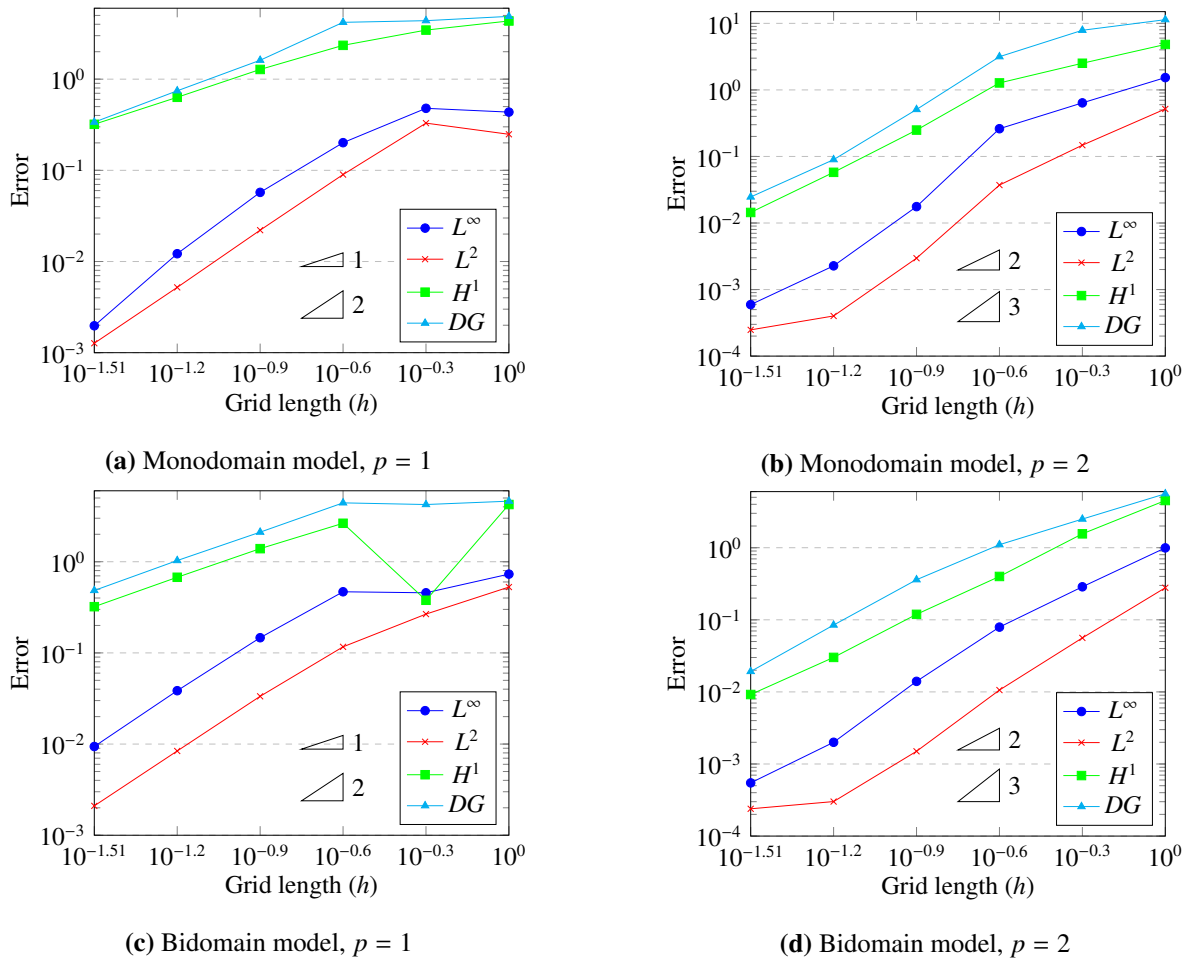 10^0
10^−1
10^−2
10^−3
Error
L^∞
L^2
H^1
DG
1
2
10^−1.51 10^−1.2 10^−0.9 10^−0.6 10^−0.3 10^0
Grid length (h)
(a) Monodomain model, p = 1
10^1
10^0
10^−1
10^−2
10^−3
10^−4
Error
L^∞
L^2
H^1
DG
2
3
10^−1.51 10^−1.2 10^−0.9 10^−0.6 10^−0.3 10^0
Grid length (h)
(b) Monodomain model, p = 2
10^0
10^−1
10^−2
10^−3
Error
L^∞
L^2
H^1
DG
1
2
10^−1.51 10^−1.2 10^−0.9 10^−0.6 10^−0.3 10^0
Grid length (h)
(c) Bidomain model, p = 1
10^0
10^−1
10^−2
10^−3
10^−4
Error
L^∞
L^2
H^1
DG
2
3
10^−1.51 10^−1.2 10^−0.9 10^−0.6 10^−0.3 10^0
Grid length (h)
(d) Bidomain model, p = 2